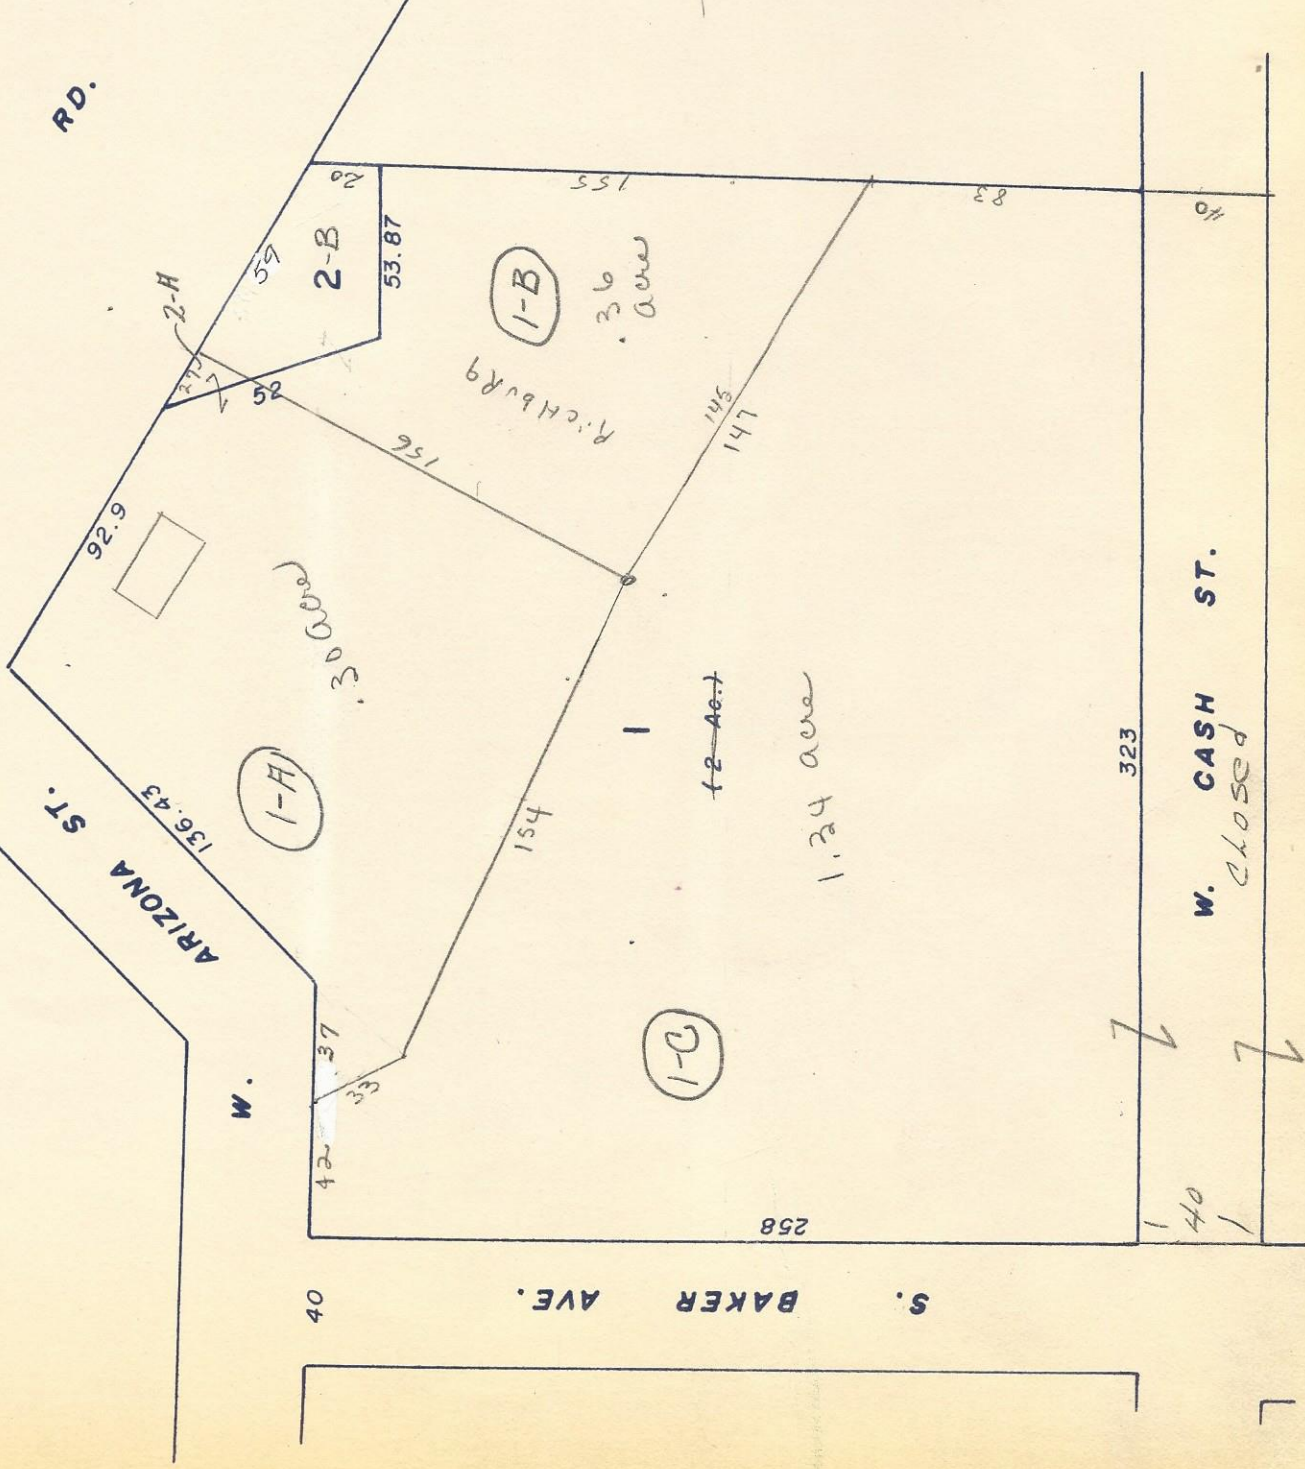 RD.
20
155
83
40
59
2-B
53.87
2-A
1-B
.36
acre
RicHbuRg
27
52
156
145
147
92.9
.30 acre
1-A
136.43
W. ARIZONA ST.
154
1
(2 Ac.)
1.34 acre
323
W. CASH ST.
CLOSED
37
33
42
1-C
258
40
40
S. BAKER AVE.